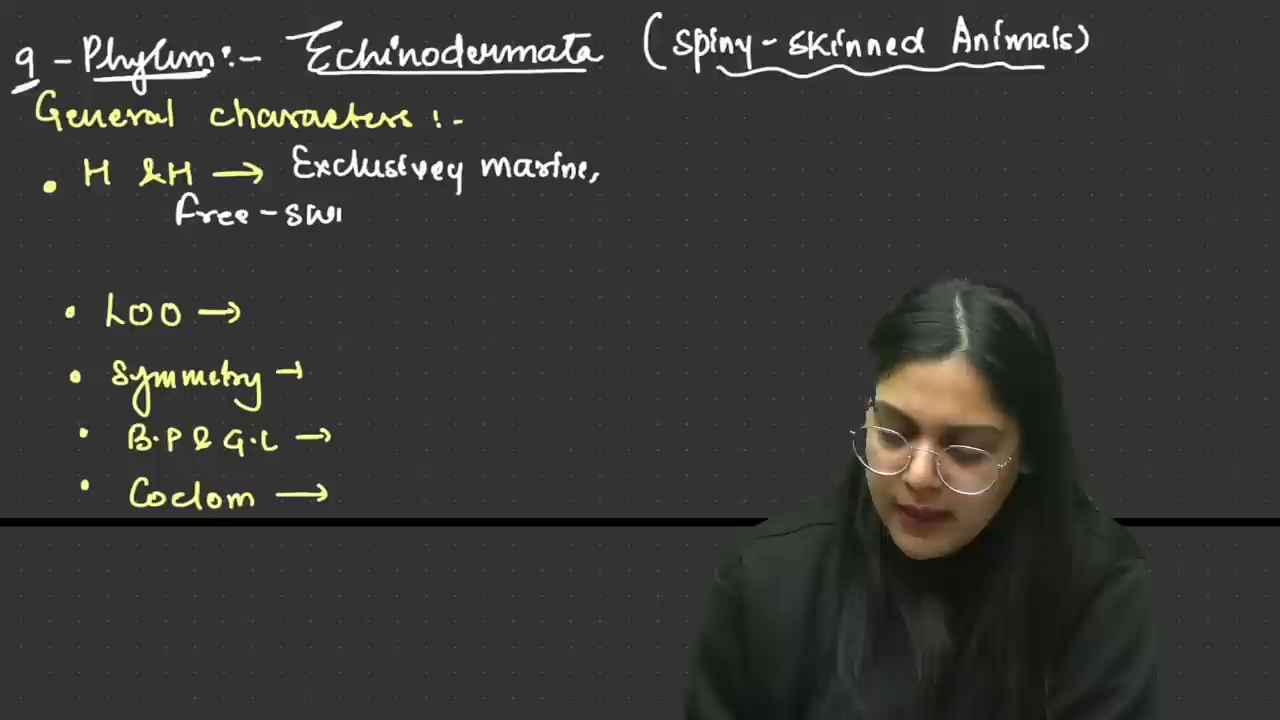 9 - Phylum :- Echinodermata (Spiny-skinned Animals)
General characters :-
• H & H → Exclusivey marine,
free-swi
• LOO →
• Symmetry →
• B.P & G.L →
• Coelom →